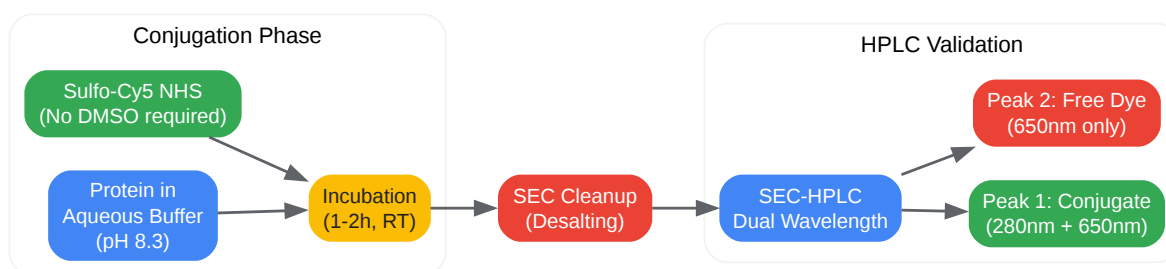 Conjugation Phase
Sulfo-Cy5 NHS
(No DMSO required)
Protein in
Aqueous Buffer
(pH 8.3)
Incubation
(1-2h, RT)
SEC Cleanup
(Desalting)
HPLC Validation
SEC-HPLC
Dual Wavelength
Peak 2: Free Dye
(650nm only)
Peak 1: Conjugate
(280nm + 650nm)